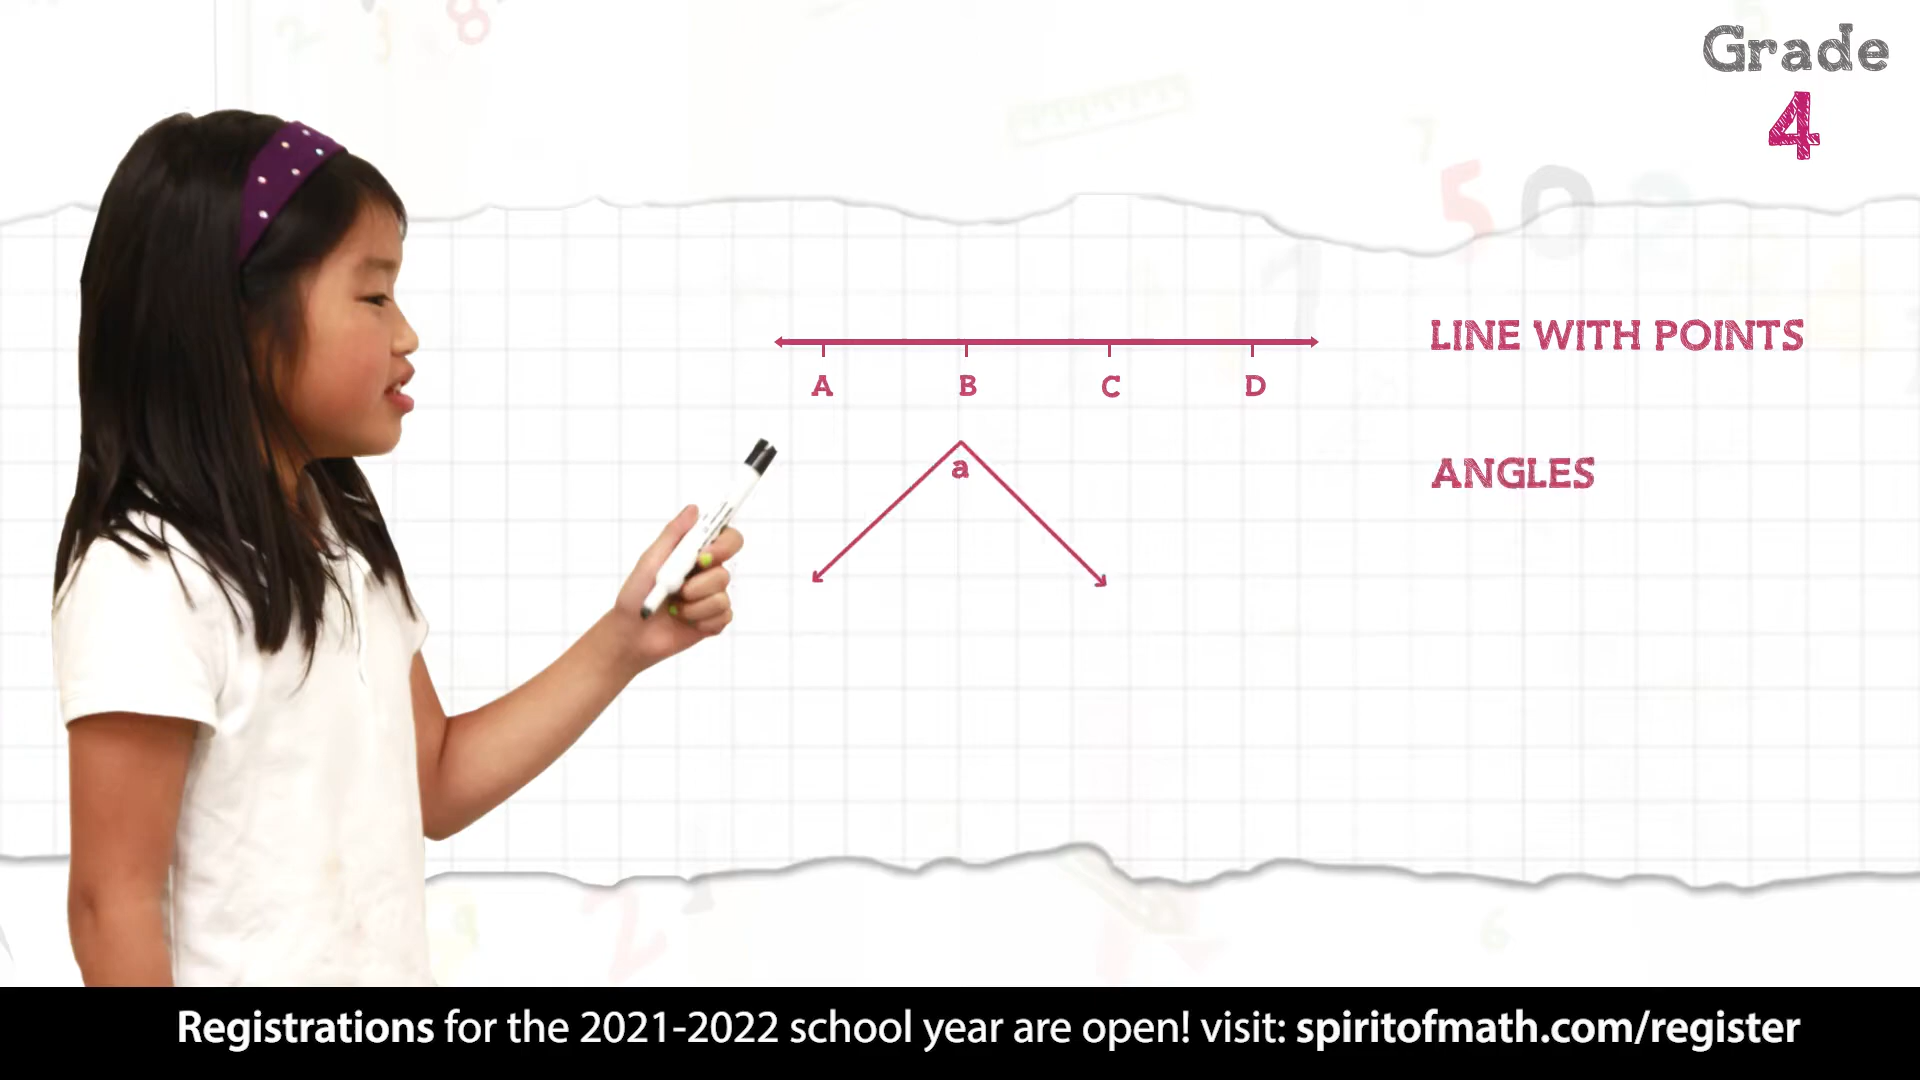 Grade
4
LINE WITH POINTS
A B C D
a
ANGLES
Registrations for the 2021-2022 school year are open! visit: spiritofmath.com/register